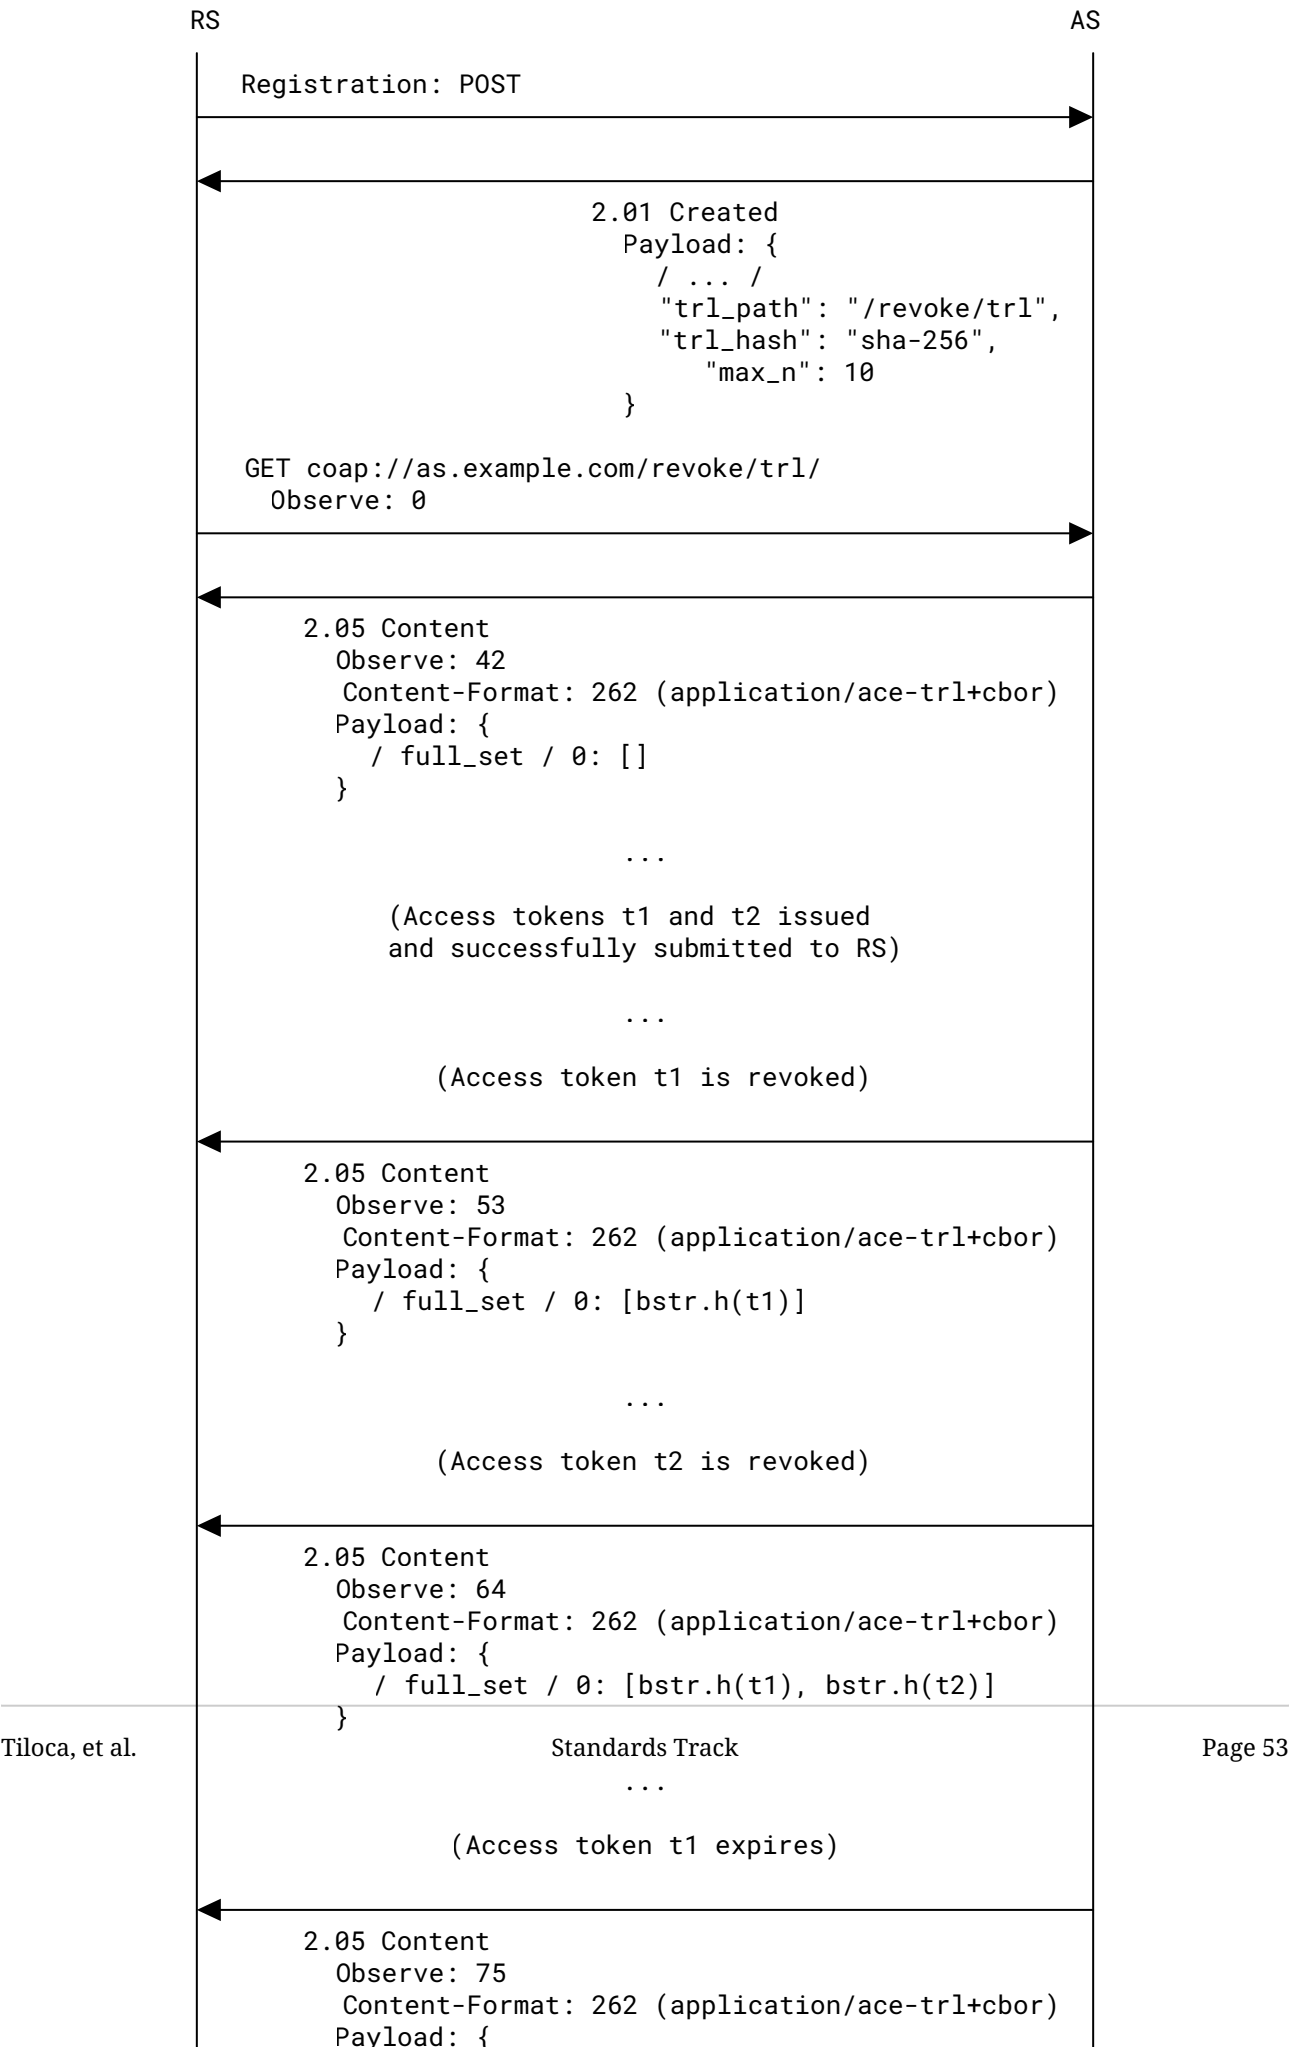 RS AS
Registration: POST
2.01 Created
Payload: {
/ ... /
"trl_path": "/revoke/trl",
"trl_hash": "sha-256",
"max_n": 10
}
GET coap://as.example.com/revoke/trl/
Observe: 0
2.05 Content
Observe: 42
Content-Format: 262 (application/ace-trl+cbor)
Payload: {
/ full_set / 0: []
}
...
(Access tokens t1 and t2 issued
and successfully submitted to RS)
...
(Access token t1 is revoked)
2.05 Content
Observe: 53
Content-Format: 262 (application/ace-trl+cbor)
Payload: {
/ full_set / 0: [bstr.h(t1)]
}
...
(Access token t2 is revoked)
2.05 Content
Observe: 64
Content-Format: 262 (application/ace-trl+cbor)
Payload: {
/ full_set / 0: [bstr.h(t1), bstr.h(t2)]
}
Tiloca, et al. Standards Track Page 53
...
(Access token t1 expires)
2.05 Content
Observe: 75
Content-Format: 262 (application/ace-trl+cbor)
Payload: {